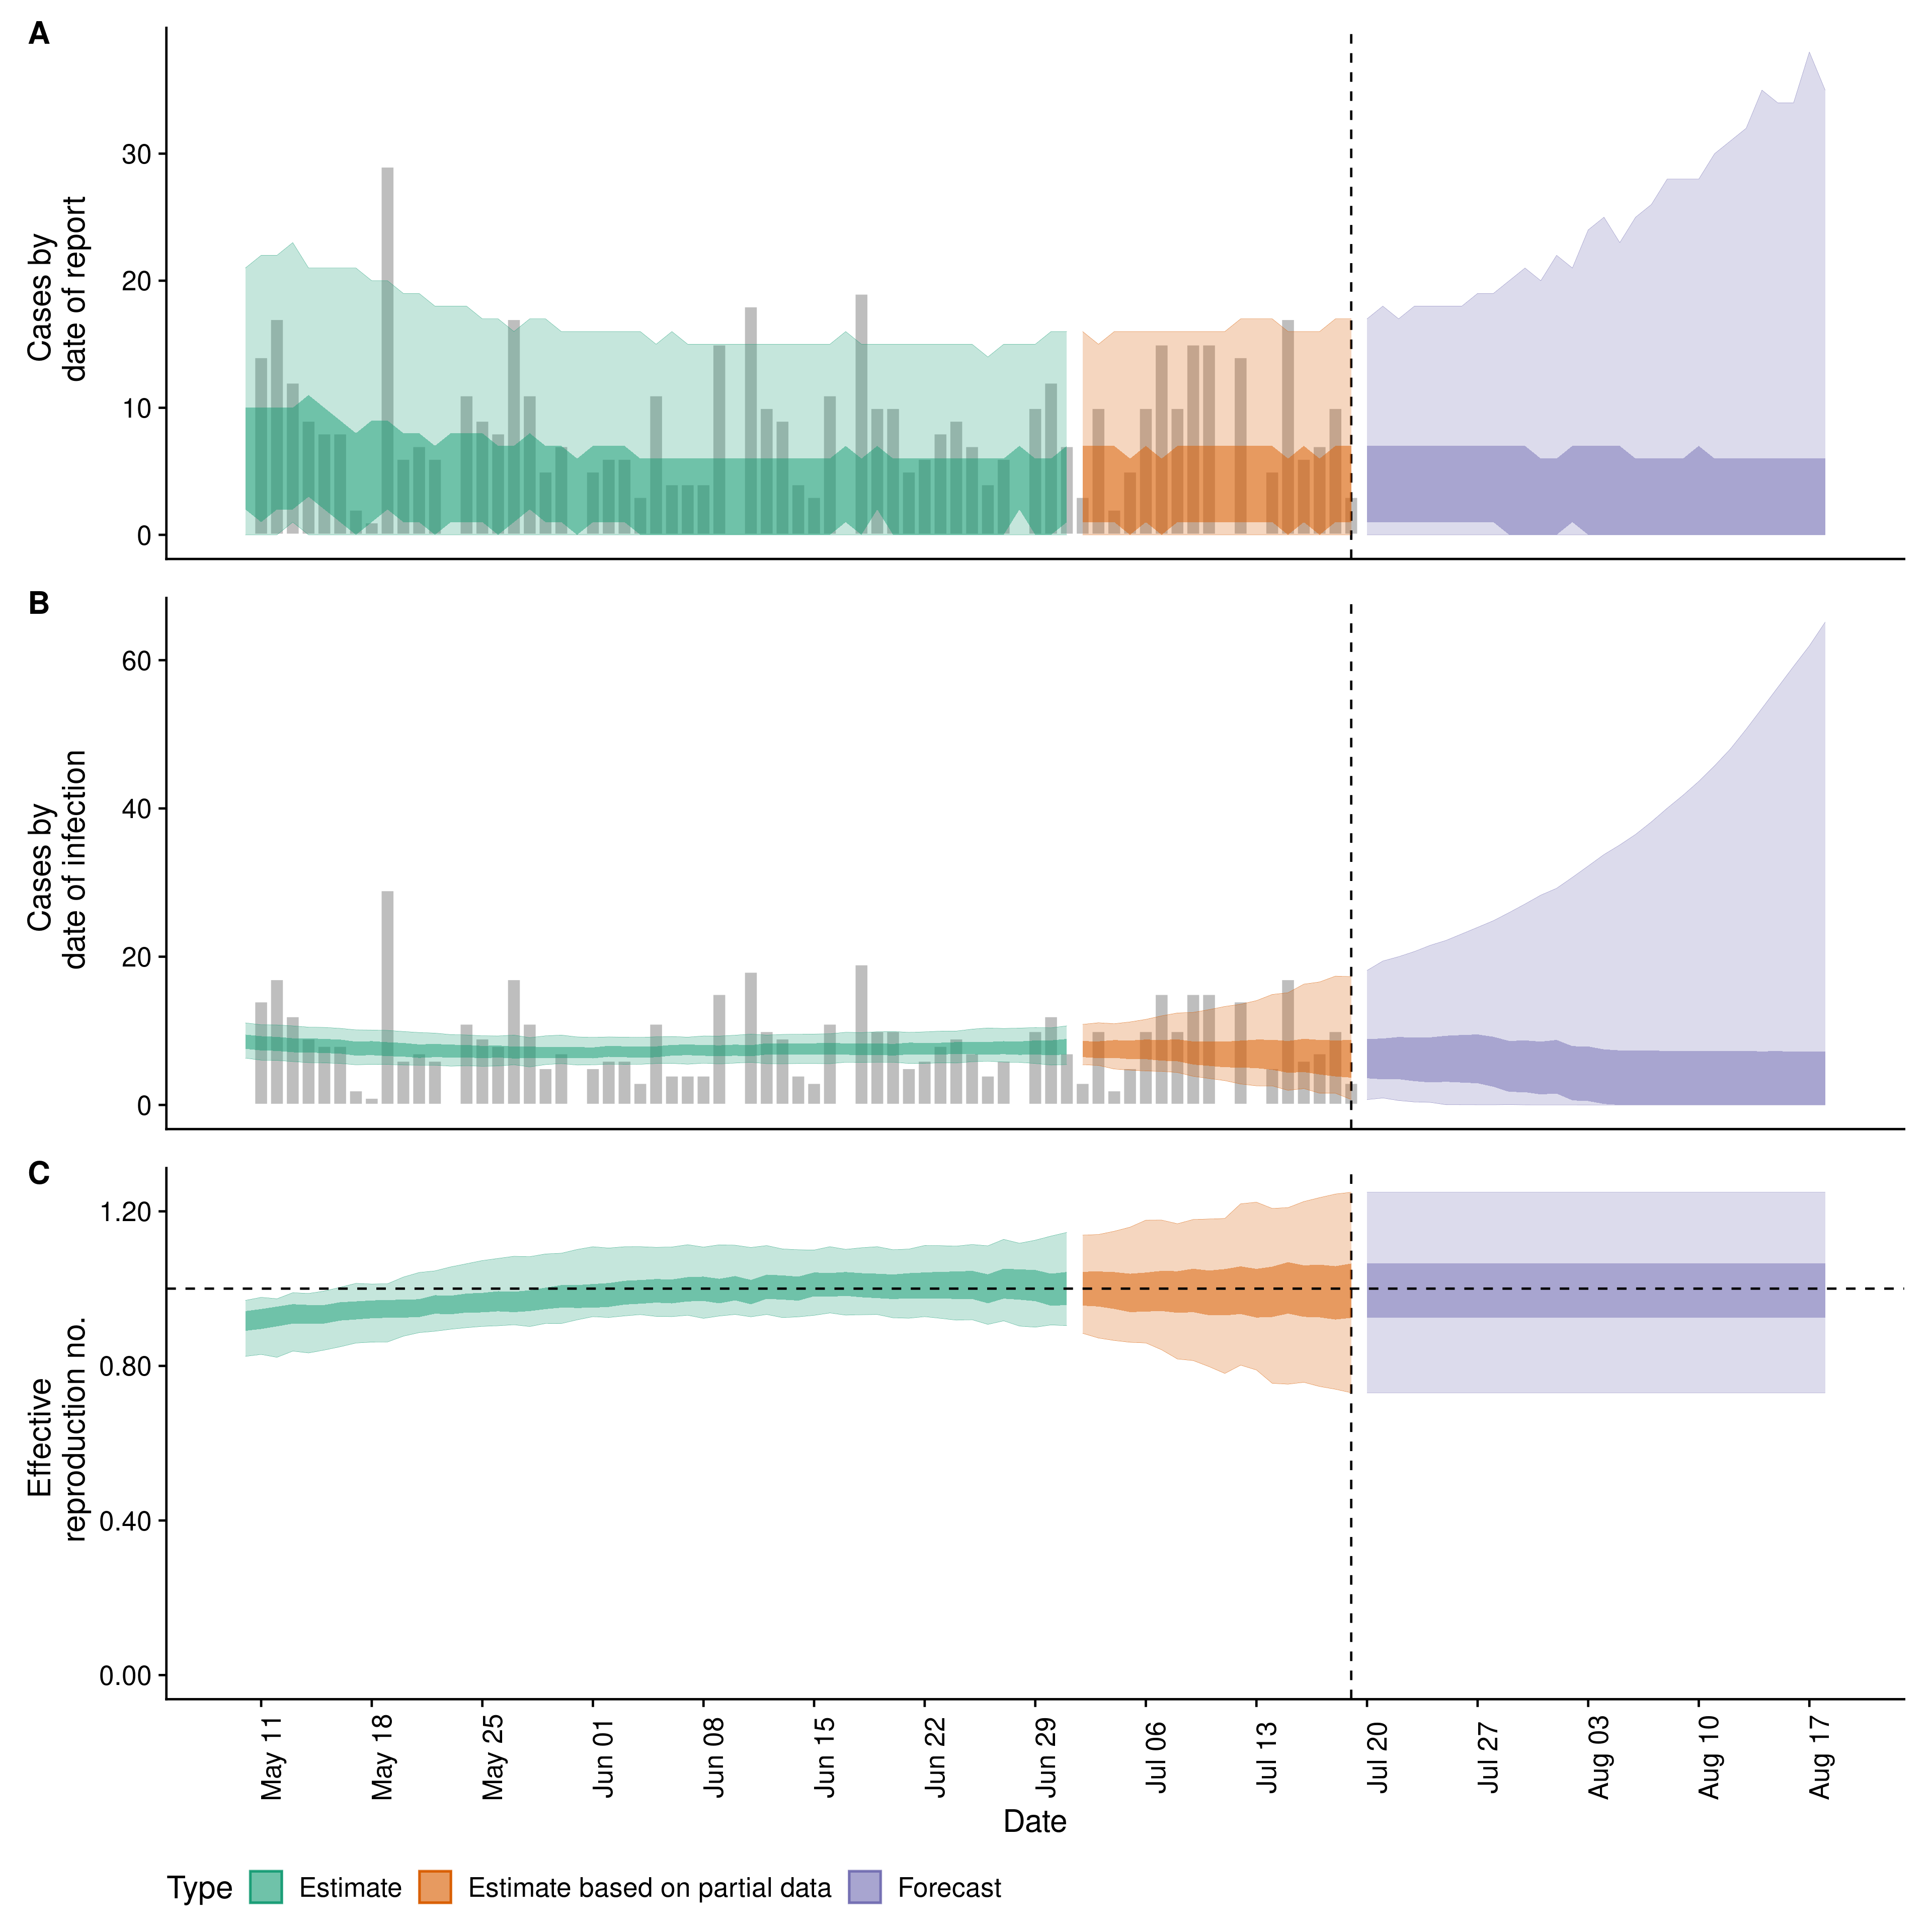 A
Cases by
date of report
30
20
10
0
B
Cases by
date of infection
60
40
20
0
C
Effective
reproduction no.
1.20
0.80
0.40
0.00
May 11
May 18
May 25
Jun 01
Jun 08
Jun 15
Jun 22
Jun 29
Jul 06
Jul 13
Jul 20
Jul 27
Aug 03
Aug 10
Aug 17
Date
Type Estimate Estimate based on partial data Forecast